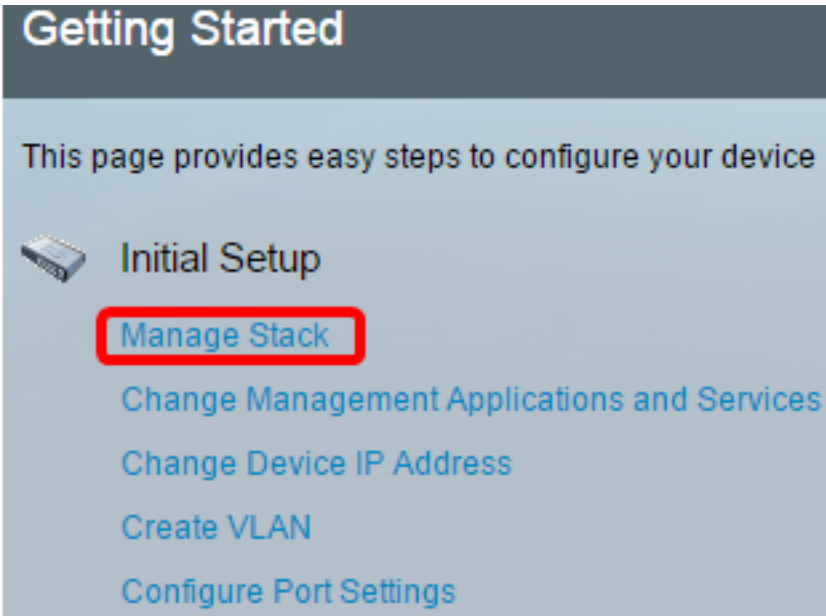 Getting Started
This page provides easy steps to configure your device
Initial Setup
Manage Stack
Change Management Applications and Services
Change Device IP Address
Create VLAN
Configure Port Settings